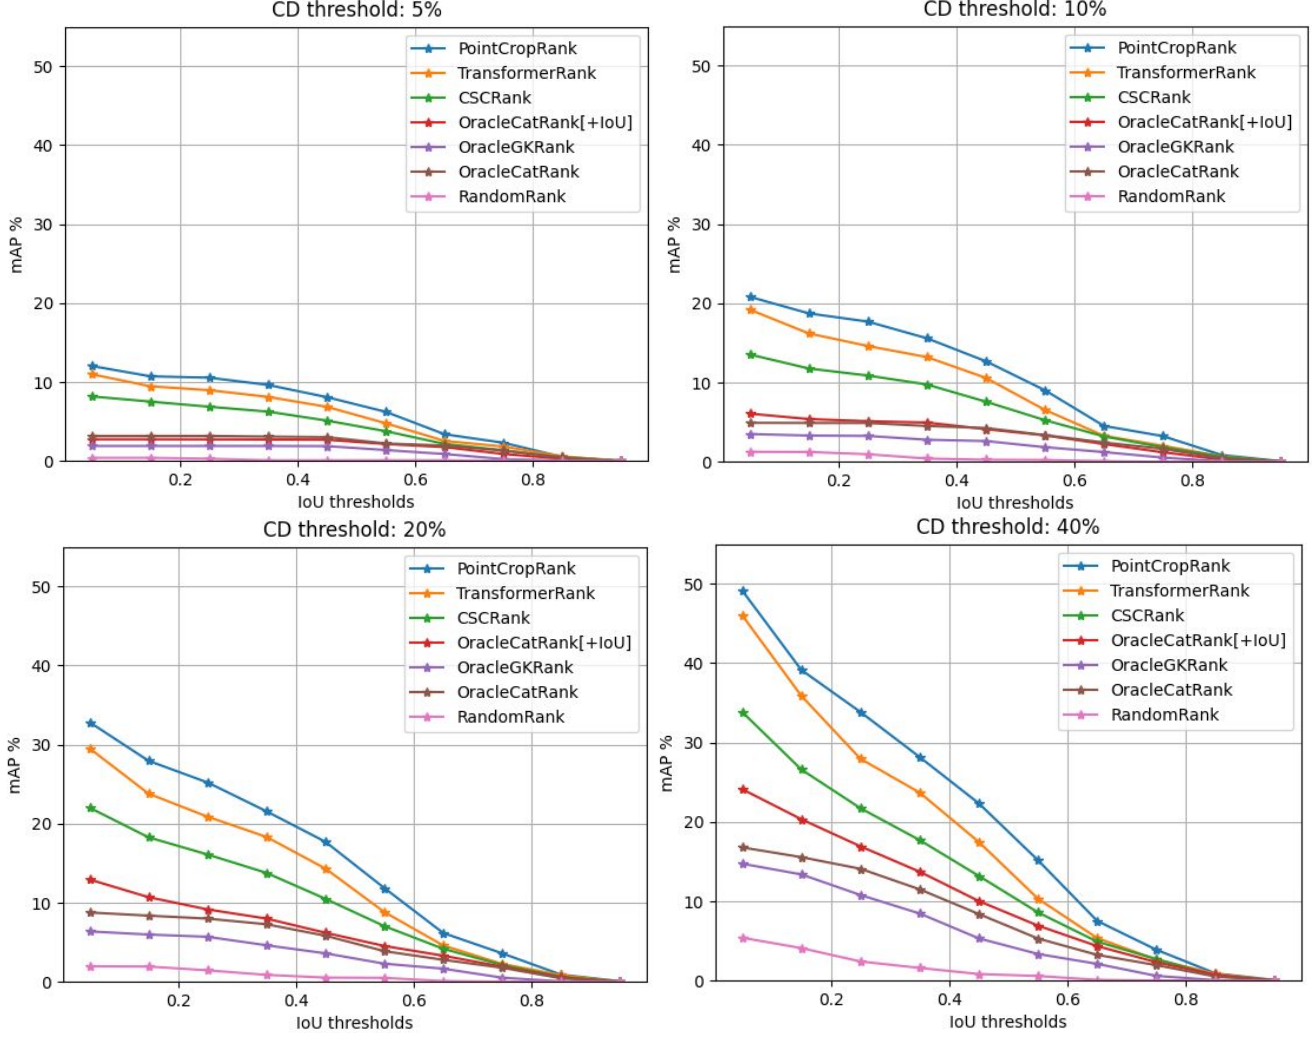 CD threshold: 5%
50
40
30
20
10
0
mAP %
0.2
0.4
0.6
0.8
IoU thresholds
PointCropRank
TransformerRank
CSCRank
OracleCatRank[+IoU]
OracleGKRank
OracleCatRank
RandomRank
CD threshold: 10%
50
40
30
20
10
0
mAP %
0.2
0.4
0.6
0.8
IoU thresholds
PointCropRank
TransformerRank
CSCRank
OracleCatRank[+IoU]
OracleGKRank
OracleCatRank
RandomRank
CD threshold: 20%
50
40
30
20
10
0
mAP %
0.2
0.4
0.6
0.8
IoU thresholds
PointCropRank
TransformerRank
CSCRank
OracleCatRank[+IoU]
OracleGKRank
OracleCatRank
RandomRank
CD threshold: 40%
50
40
30
20
10
0
mAP %
0.2
0.4
0.6
0.8
IoU thresholds
PointCropRank
TransformerRank
CSCRank
OracleCatRank[+IoU]
OracleGKRank
OracleCatRank
RandomRank